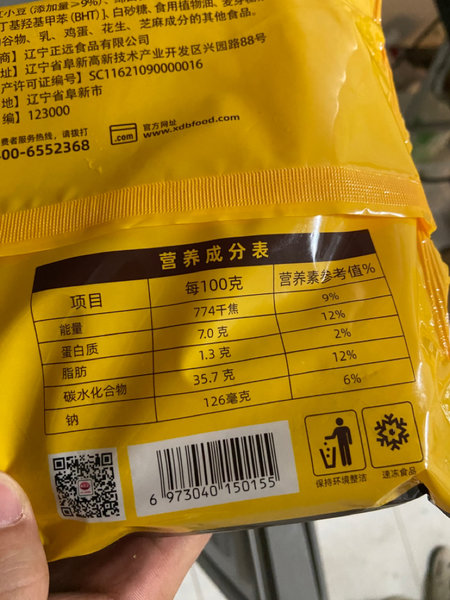 豆(添加量>9%)、
丁基羟基甲苯(BHT)]、白砂糖、食用植物油、麦芽糖
谷物、乳、鸡蛋、花生、芝麻成分的其他食品。
商]辽宁正远食品有限公司
址]辽宁省阜新高新技术产业开发区兴园路88号
产许可证编号]SC11621090000016
地]辽宁省阜新市
编]123000
费者服务热线，请拨打
00-6552368
.com
官方网址
www.xdbfood.com
营养成分表
项目 每100克 营养素参考值%
能量 774千焦 9%
蛋白质 7.0 克 12%
脂肪 1.3 克 2%
碳水化合物 35.7 克 12%
钠 126毫克 6%
6 973040 150155
保持环境整洁
速冻食品